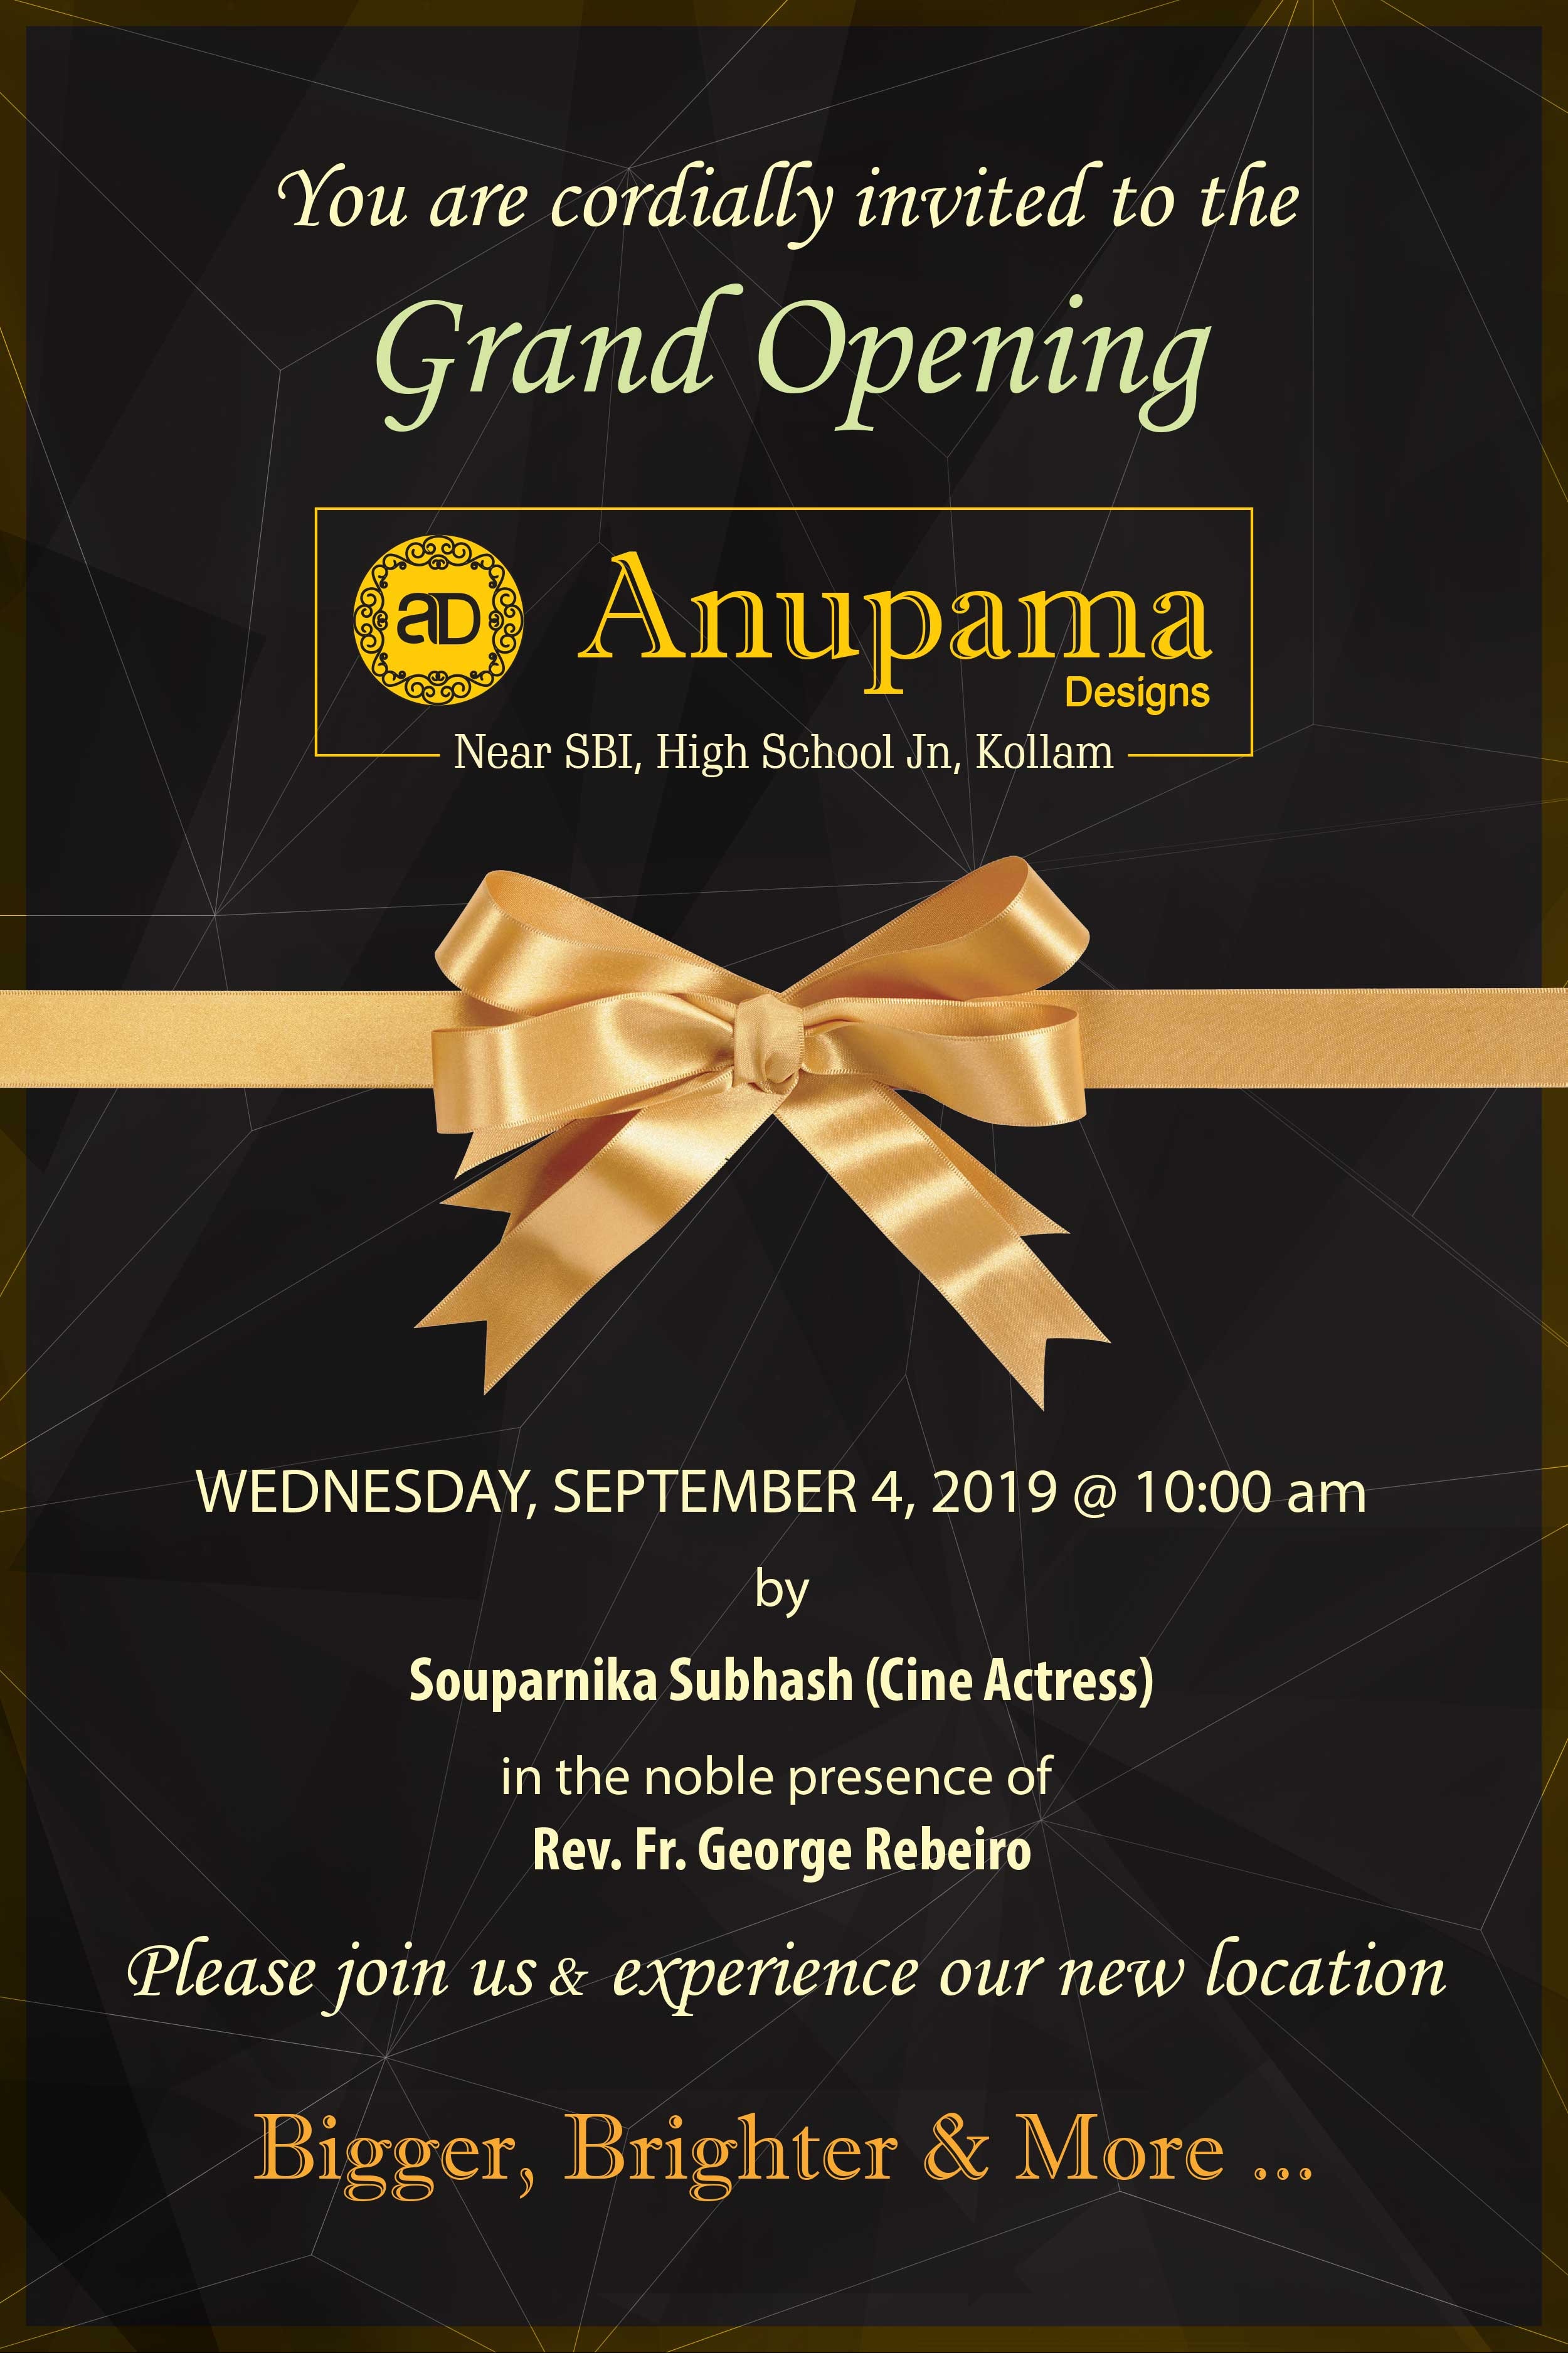 You are cordially invited to the
Grand Opening
aD
Anupama
Designs
Near SBI, High School Jn, Kollam
WEDNESDAY, SEPTEMBER 4, 2019 @ 10:00 am
by
Souparnika Subhash (Cine Actress)
in the noble presence of
Rev. Fr. George Rebeiro
Please join us & experience our new location
Bigger, Brighter & More ...